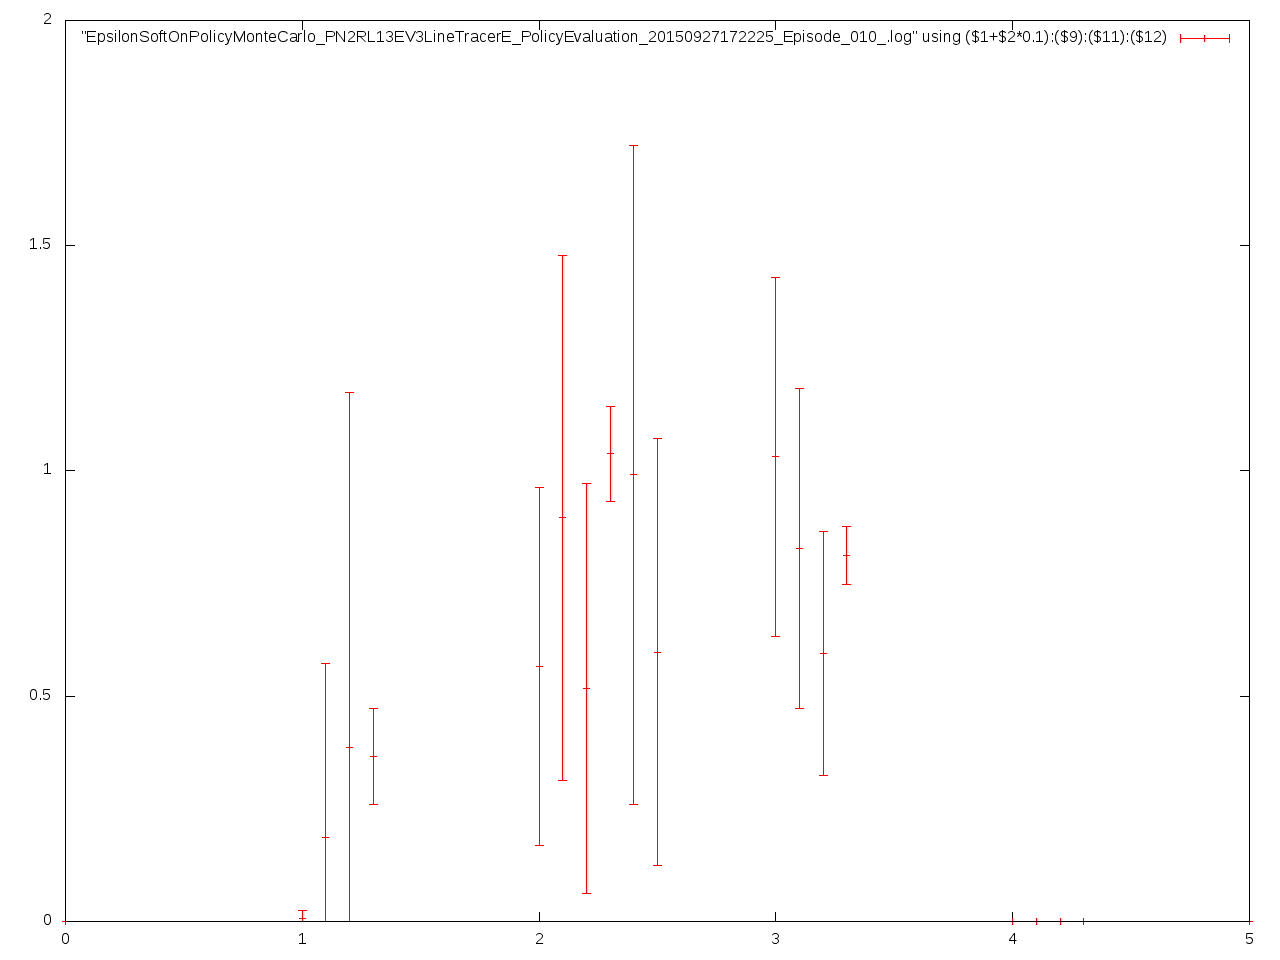 2
"EpsilonSoftOnPolicyMonteCarlo_PN2RL13EV3LineTracerE_PolicyEvaluation_20150927172225_Episode_010_.log" using ($1+$2*0.1):($9):($11):($12)
1.5
1
0.5
0
0 1 2 3 4 5